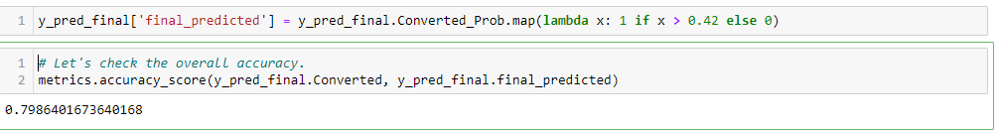 1 y_pred_final['final_predicted'] = y_pred_final.Converted_Prob.map(lambda x: 1 if x > 0.42 else 0)
1 # Let's check the overall accuracy.
2 metrics.accuracy_score(y_pred_final.Converted, y_pred_final.final_predicted)
0.7986401673640168